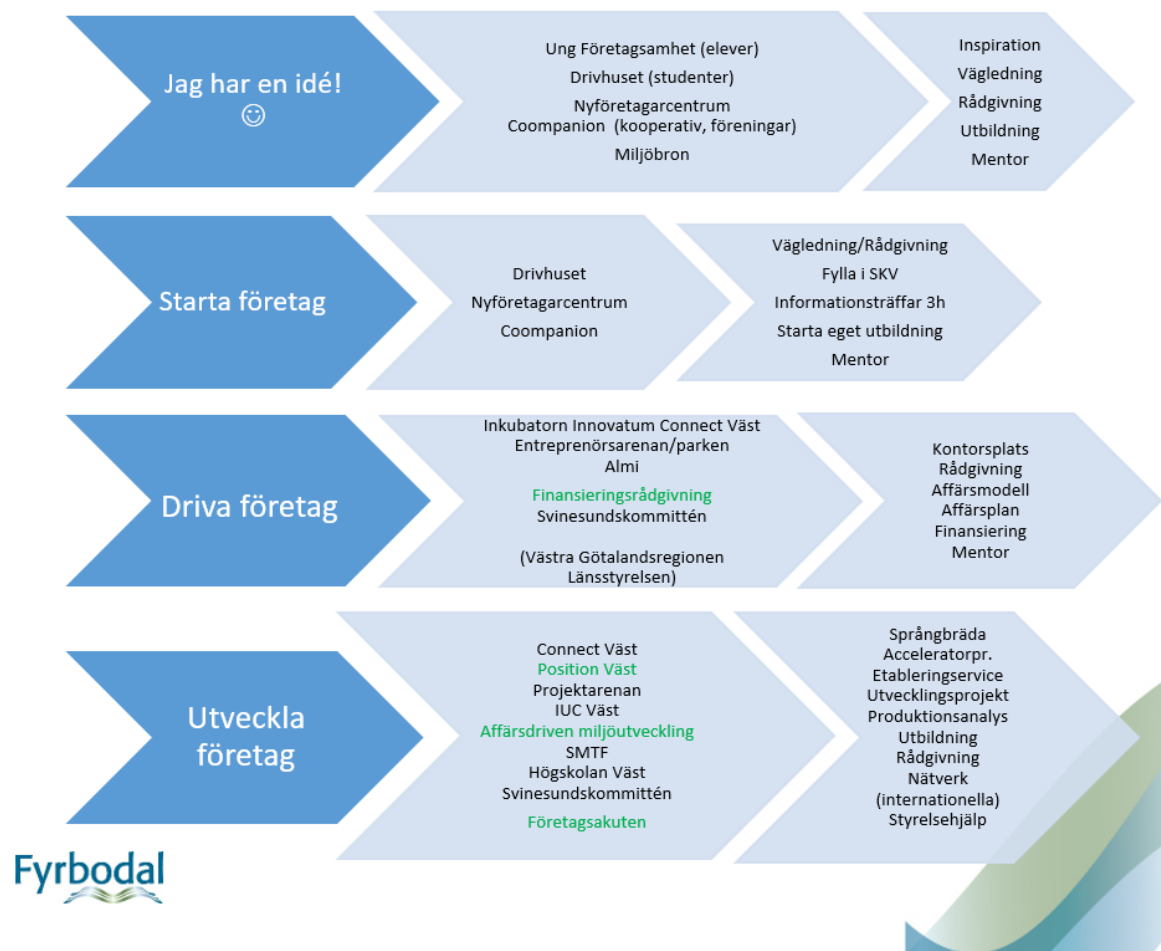 Jag har en idé!
☺
Ung Företagsamhet (elever)
Drivhuset (studenter)
Nyföretagarcentrum
Coompanion (kooperativ, föreningar)
Miljöbron
Inspiration
Vägledning
Rådgivning
Utbildning
Mentor
Starta företag
Drivhuset
Nyföretagarcentrum
Coompanion
Vägledning/Rådgivning
Fylla i SKV
Informationsträffar 3h
Starta eget utbildning
Mentor
Driva företag
Inkubatorn Innovatum Connect Väst
Entreprenörsarenan/parken
Almi
Finansieringsrådgivning
Svinesundskommittén
(Västra Götalandsregionen
Länsstyrelsen)
Kontorsplats
Rådgivning
Affärsmodell
Affärsplan
Finansiering
Mentor
Utveckla
företag
Connect Väst
Position Väst
Projektarenan
IUC Väst
Affärsdriven miljöutveckling
SMTF
Högskolan Väst
Svinesundskommittén
Företagsakuten
Språngbräda
Acceleratorpr.
Etableringservice
Utvecklingsprojekt
Produktionsanalys
Utbildning
Rådgivning
Nätverk
(internationella)
Styrelsehjälp
Fyrbodal